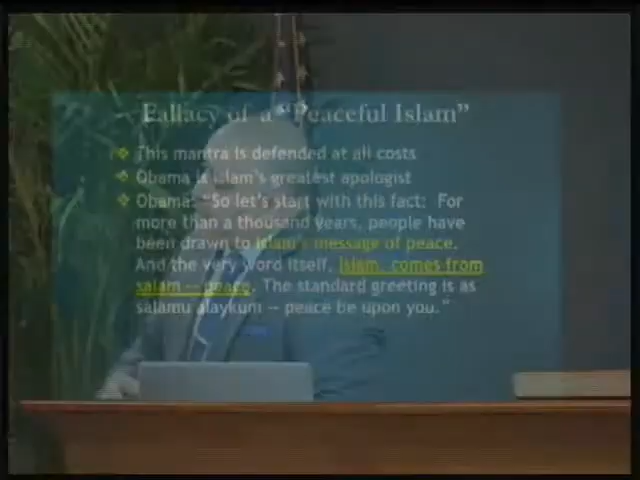 Fallacy of a "Peaceful Islam"
❖ This mantra is defended at all costs
❖ Obama is Islam's greatest apologist
❖ Obama: "So let's start with this fact: For
more than a thousand years, people have
been drawn to Islam's message of peace.
And the very word itself, Islam, comes from
salam -- peace. The standard greeting is as
salamu alaykum -- peace be upon you."